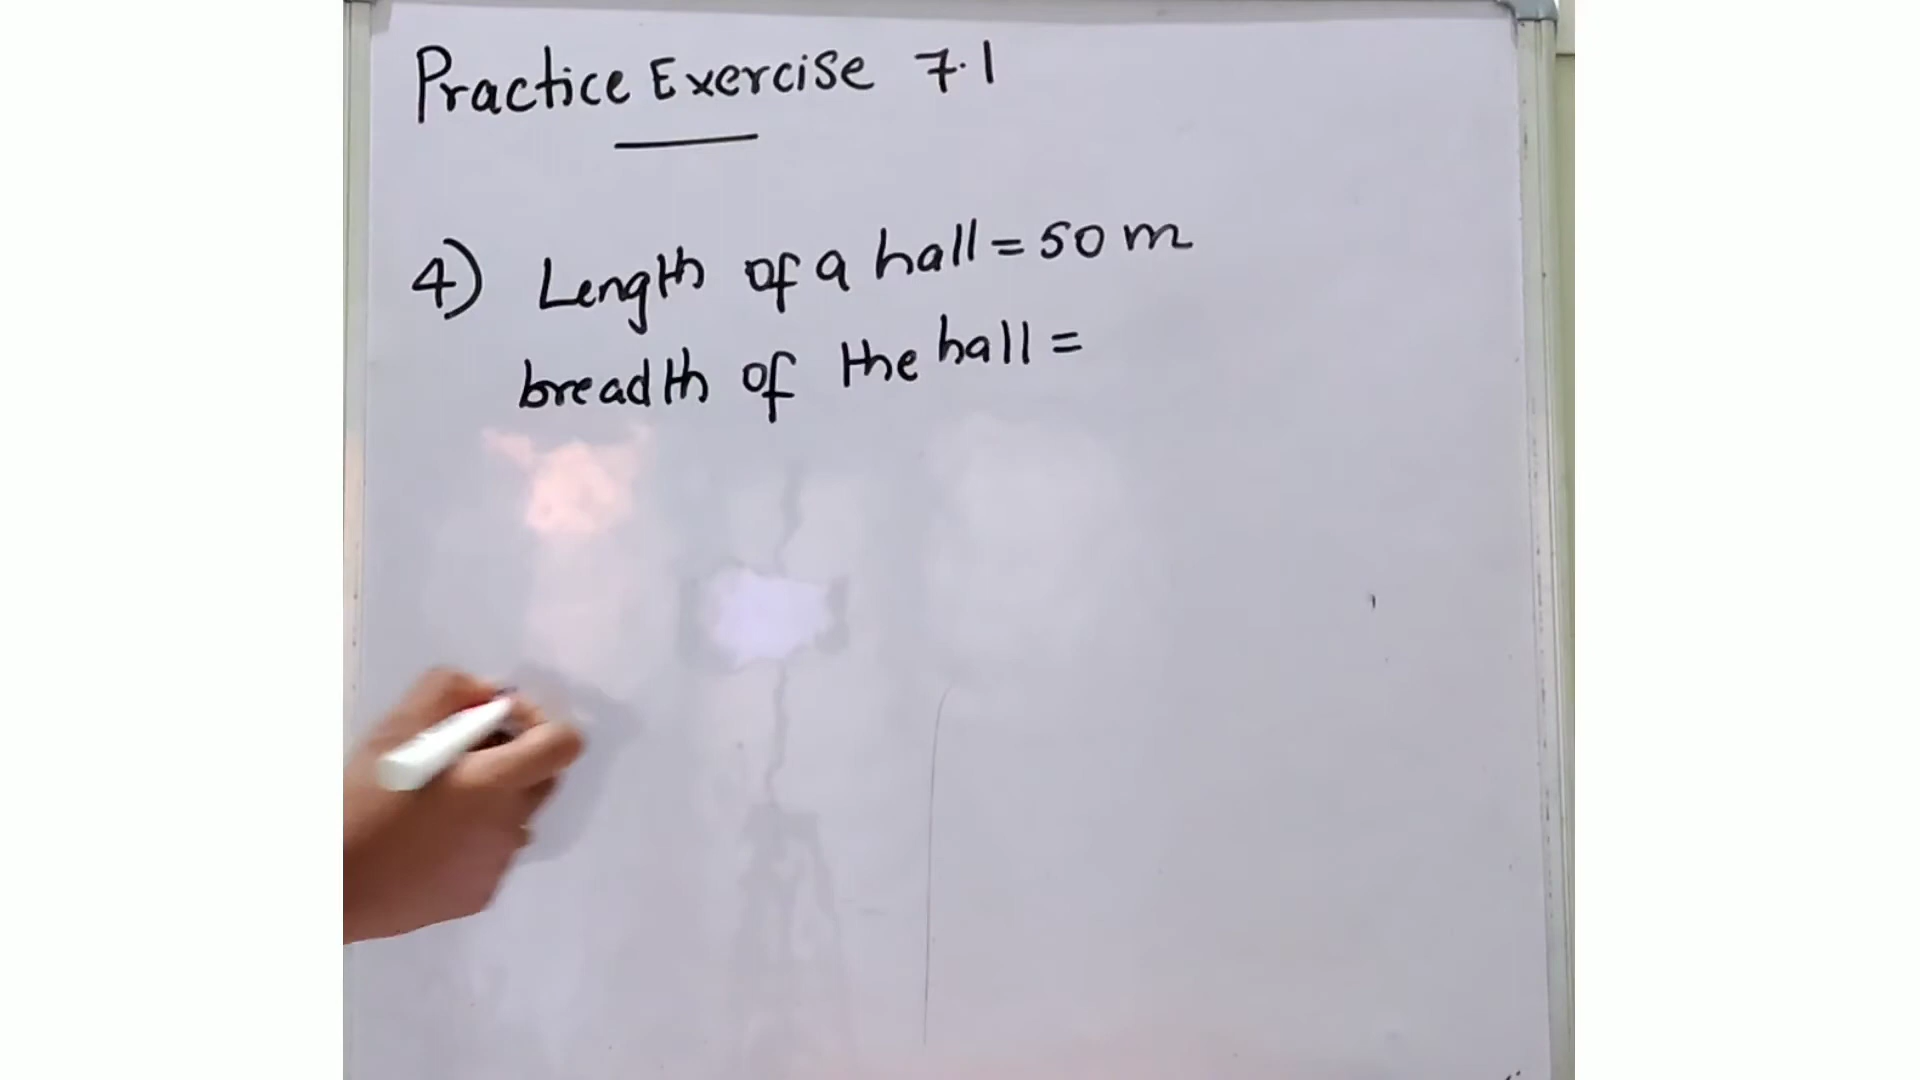 Practice Exercise 7.1
4) Length of a hall = 50 m
breadth of the hall =